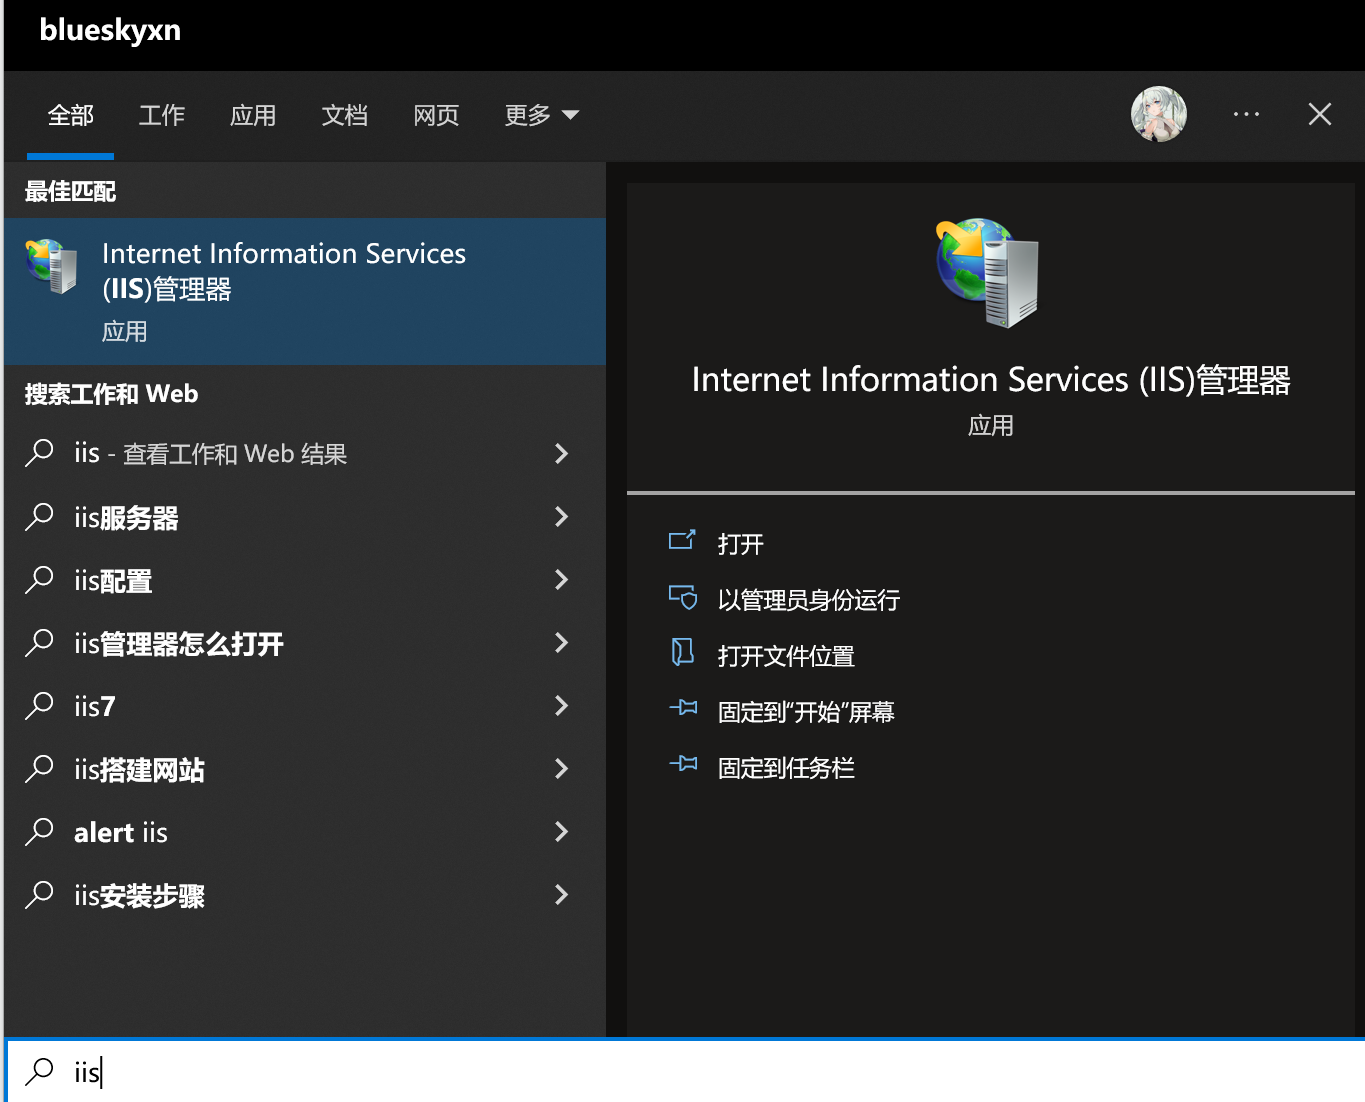 blueskyxn
全部 工作 应用 文档 网页 更多
最佳匹配
Internet Information Services
(IIS)管理器
应用
搜索工作和 Web
iis - 查看工作和 Web 结果
iis服务器
iis配置
iis管理器怎么打开
iis7
iis搭建网站
alert iis
iis安装步骤
Internet Information Services (IIS)管理器
应用
打开
以管理员身份运行
打开文件位置
固定到“开始”屏幕
固定到任务栏
iis